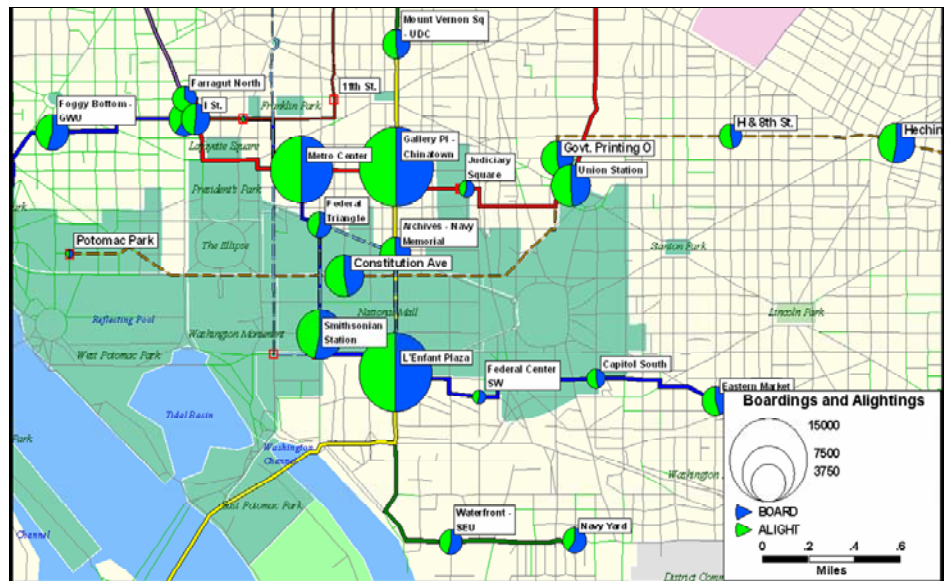 Mount Vernon Sq
- UDC
Farragut North
11th St.
Franklin Park
Foggy Bottom -
GWU
I St.
H & 8th St.
Hechin
Lafayette Square
Metro Center
Gallery Pl -
Chinatown
Judiciary
Square
Govt. Printing O
Union Station
President's Park
Federal
Triangle
Archives - Navy
Memorial
Potomac Park
The Ellipse
Constitution Ave
Stanton Park
National Mall
Reflecting Pool
Washington Monument
Smithsonian
Station
Lincoln Park
West Potomac Park
L'Enfant Plaza
Federal Center
SW
Capitol South
Eastern Market
Tidal Basin
Washington
Channel
Park
East Potomac Park
Washington
Waterfront -
SEU
Navy Yard
Channel
District Comm
Boardings and Alightings
15000
7500
3750
BOARD
ALIGHT
0 .2 .4 .6
Miles